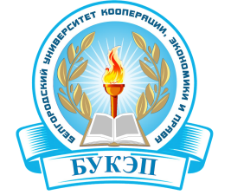 БЕЛГОРОДСКИЙ УНИВЕРСИТЕТ КООПЕРАЦИИ, ЭКОНОМИКИ И ПРАВА
БУКЭП